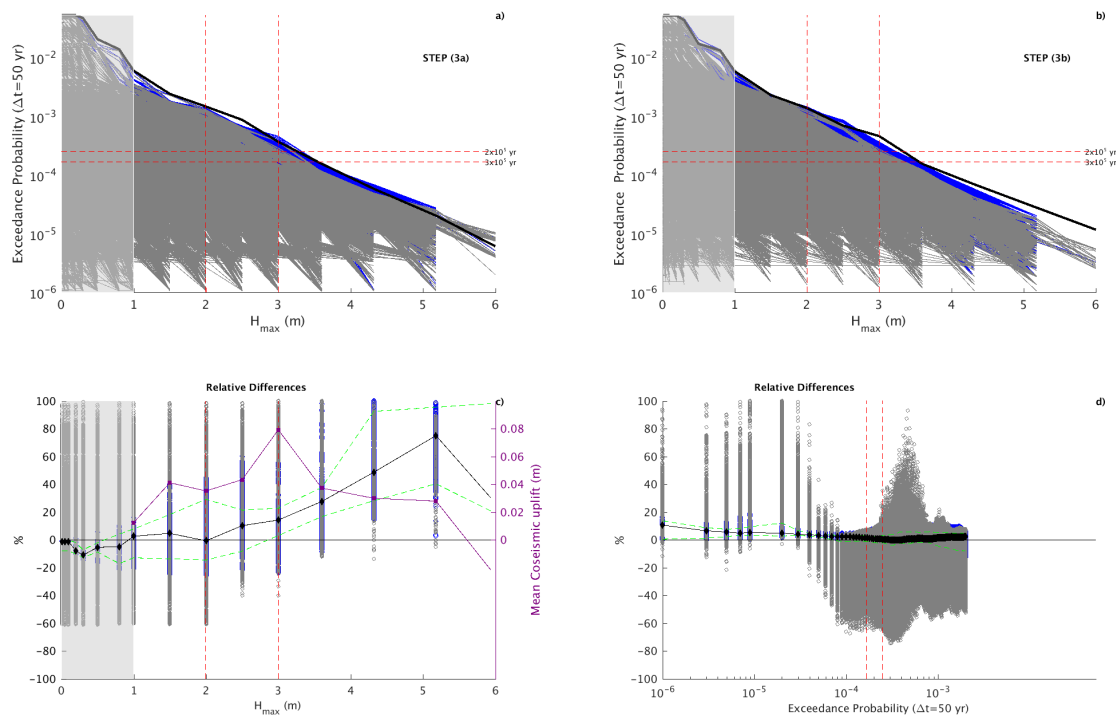 a)
STEP (3a)
Exceedance Probability (Δt=50 yr)
10⁻²
10⁻³
10⁻⁴
10⁻⁵
10⁻⁶
2x10⁵ yr
3x10⁵ yr
0 1 2 3 4 5 6
H_max (m)
b)
STEP (3b)
Exceedance Probability (Δt=50 yr)
10⁻²
10⁻³
10⁻⁴
10⁻⁵
10⁻⁶
2x10⁵ yr
3x10⁵ yr
0 1 2 3 4 5 6
H_max (m)
Relative Differences
c)
%
100
80
60
40
20
0
-20
-40
-60
-80
-100
0.08
0.06
0.04
0.02
0
Mean Coseismic uplift (m)
0 1 2 3 4 5 6
H_max (m)
Relative Differences
d)
%
100
80
60
40
20
0
-20
-40
-60
-80
-100
10⁻⁶ 10⁻⁵ 10⁻⁴ 10⁻³
Exceedance Probability (Δt=50 yr)